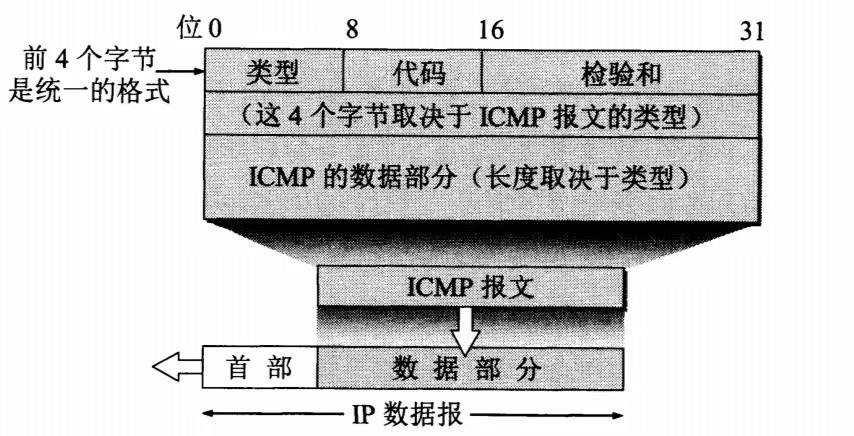 位 0 8 16 31
前 4 个字节
是统一的格式
类型 代码 检验和
(这 4 个字节取决于 ICMP 报文的类型)
ICMP 的数据部分(长度取决于类型)
ICMP 报文
首 部 数 据 部 分
IP 数据报